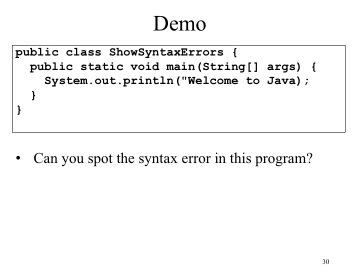 Demo
public class ShowSyntaxErrors {
  public static void main(String[] args) {
    System.out.println("Welcome to Java);
  }
}
• Can you spot the syntax error in this program?
30